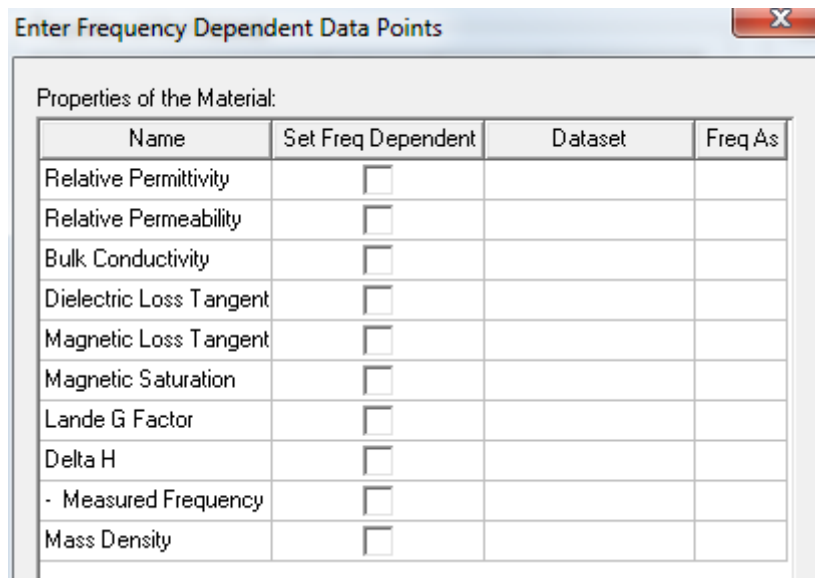 Enter Frequency Dependent Data Points
Properties of the Material:
Name Set Freq Dependent Dataset Freq As
Relative Permittivity
Relative Permeability
Bulk Conductivity
Dielectric Loss Tangent
Magnetic Loss Tangent
Magnetic Saturation
Lande G Factor
Delta H
- Measured Frequency
Mass Density